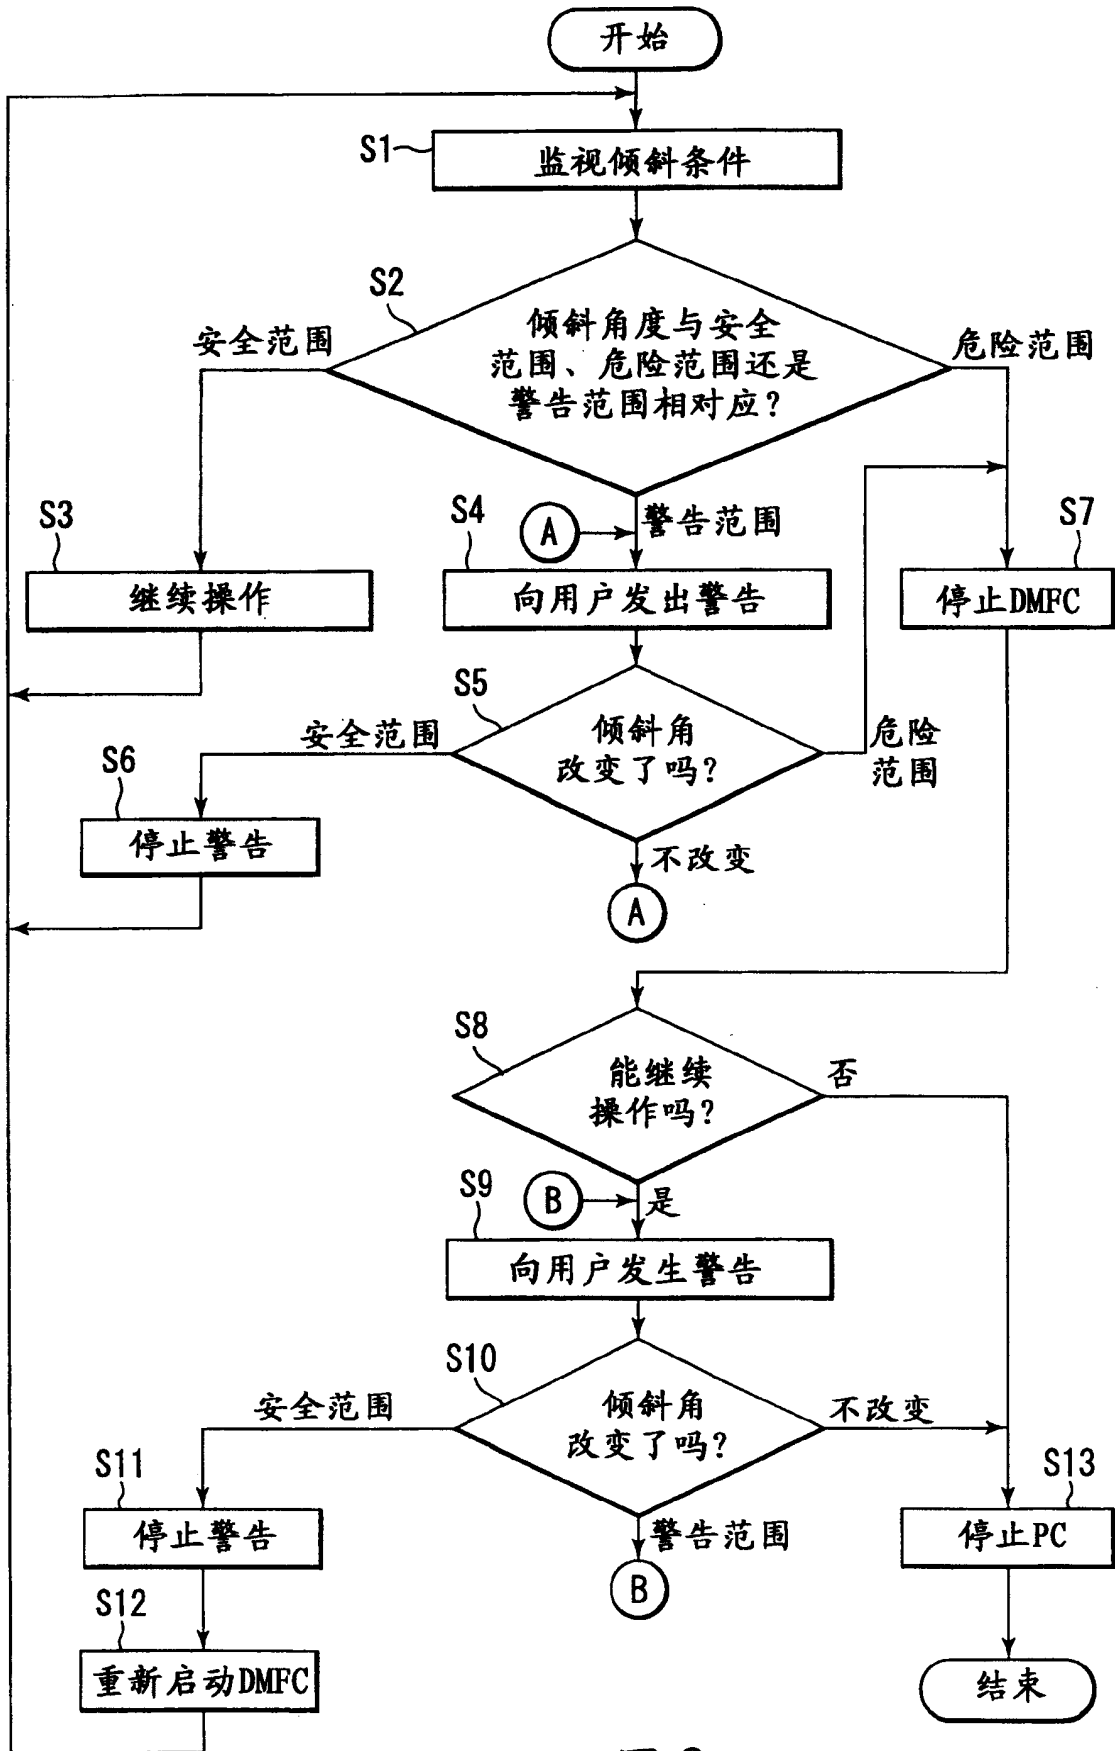 开始
S1
监视倾斜条件
S2
倾斜角度与安全
范围、危险范围还是
警告范围相对应?
安全范围
危险范围
S3
继续操作
A
警告范围
S4
向用户发出警告
S7
停止DMFC
S5
倾斜角
改变了吗?
安全范围
危险
范围
S6
停止警告
不改变
A
S8
能继续
操作吗?
否
B
是
S9
向用户发生警告
S10
倾斜角
改变了吗?
安全范围
不改变
S11
停止警告
警告范围
B
S13
停止PC
S12
重新启动DMFC
结束